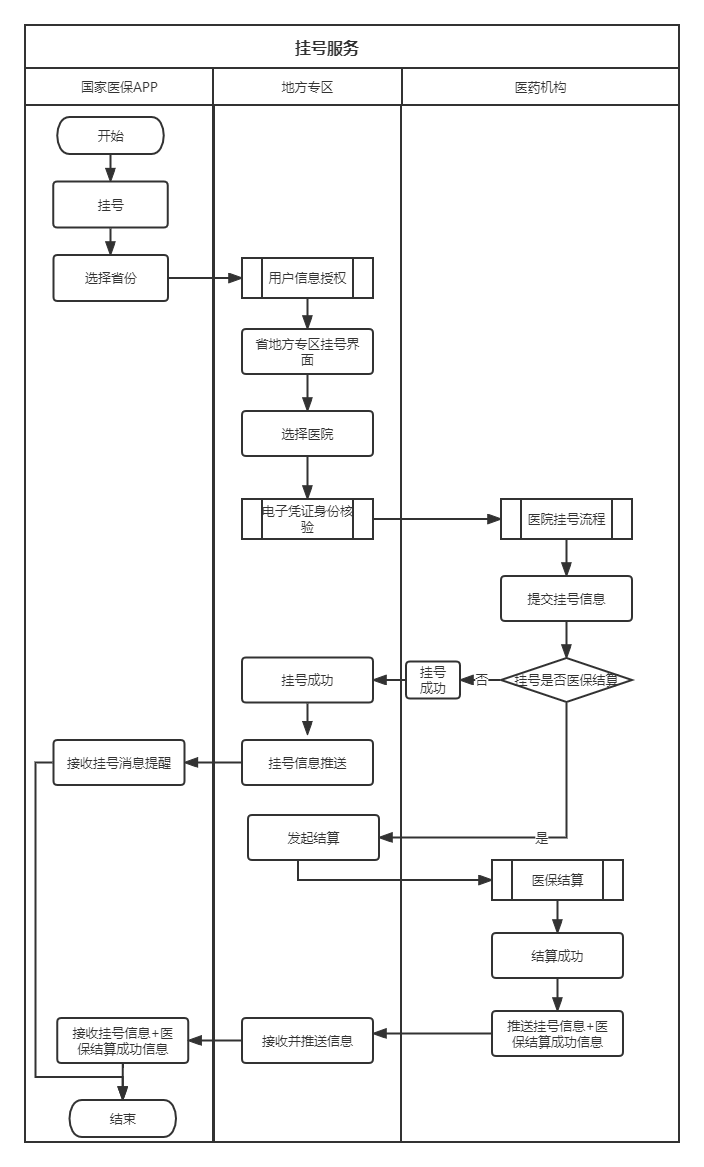 挂号服务
国家医保APP
地方专区
医药机构
开始
挂号
选择省份
用户信息授权
省地方专区挂号界
面
选择医院
电子凭证身份核
验
医院挂号流程
提交挂号信息
挂号是否医保结算
否
挂号
成功
挂号成功
挂号信息推送
接收挂号消息提醒
是
发起结算
医保结算
结算成功
推送挂号信息+医
保结算成功信息
接收并推送信息
接收挂号信息+医
保结算成功信息
结束